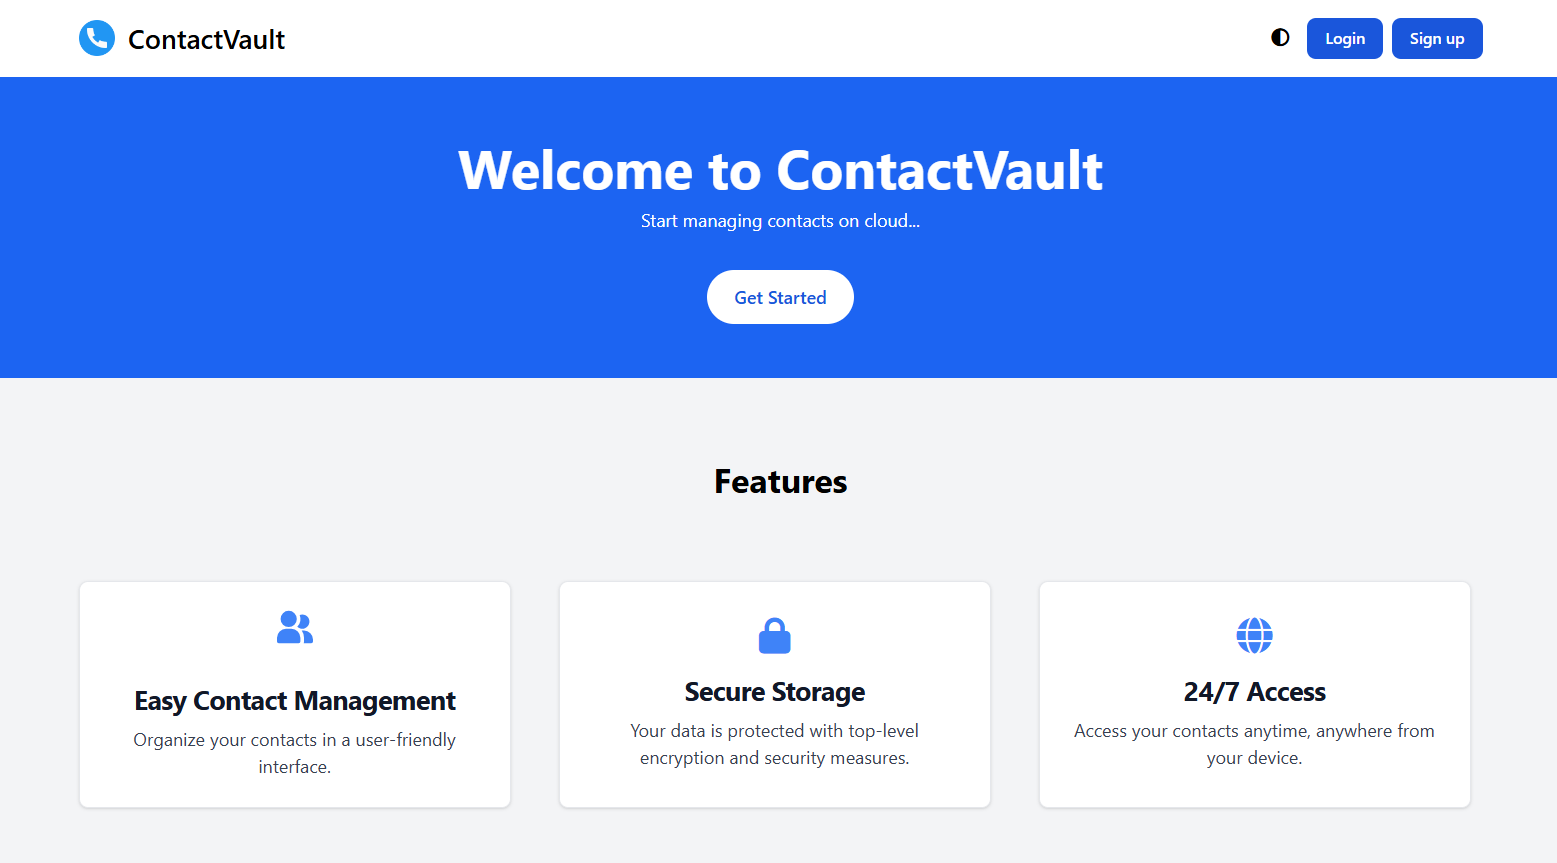 ContactVault
Login
Sign up
Welcome to ContactVault
Start managing contacts on cloud...
Get Started
Features
Easy Contact Management
Organize your contacts in a user-friendly
interface.
Secure Storage
Your data is protected with top-level
encryption and security measures.
24/7 Access
Access your contacts anytime, anywhere from
your device.